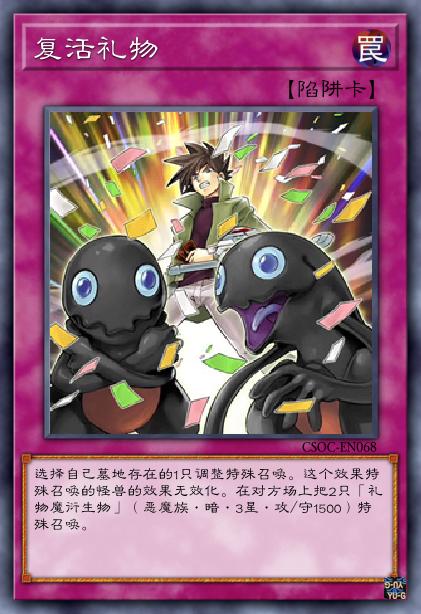 复活礼物
罠
【陷阱卡】
CSOC-EN068
选择自己墓地存在的1只调整特殊召唤。这个效果特
殊召唤的怪兽的效果无效化。在对方场上把2只「礼
物魔衍生物」（恶魔族·暗·3星·攻/守1500）特
殊召唤。